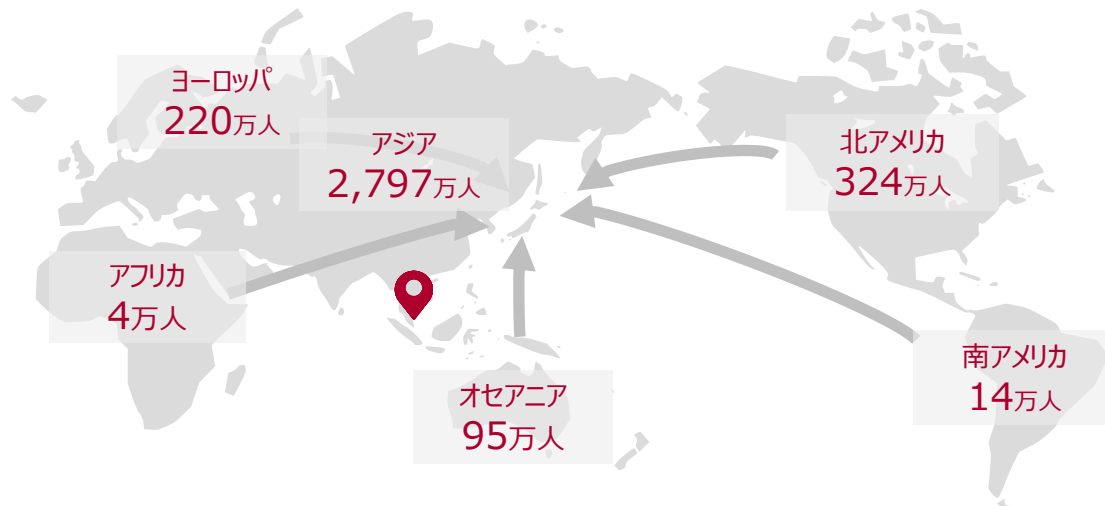 ヨーロッパ
220万人
アジア
2,797万人
北アメリカ
324万人
アフリカ
4万人
南アメリカ
14万人
オセアニア
95万人